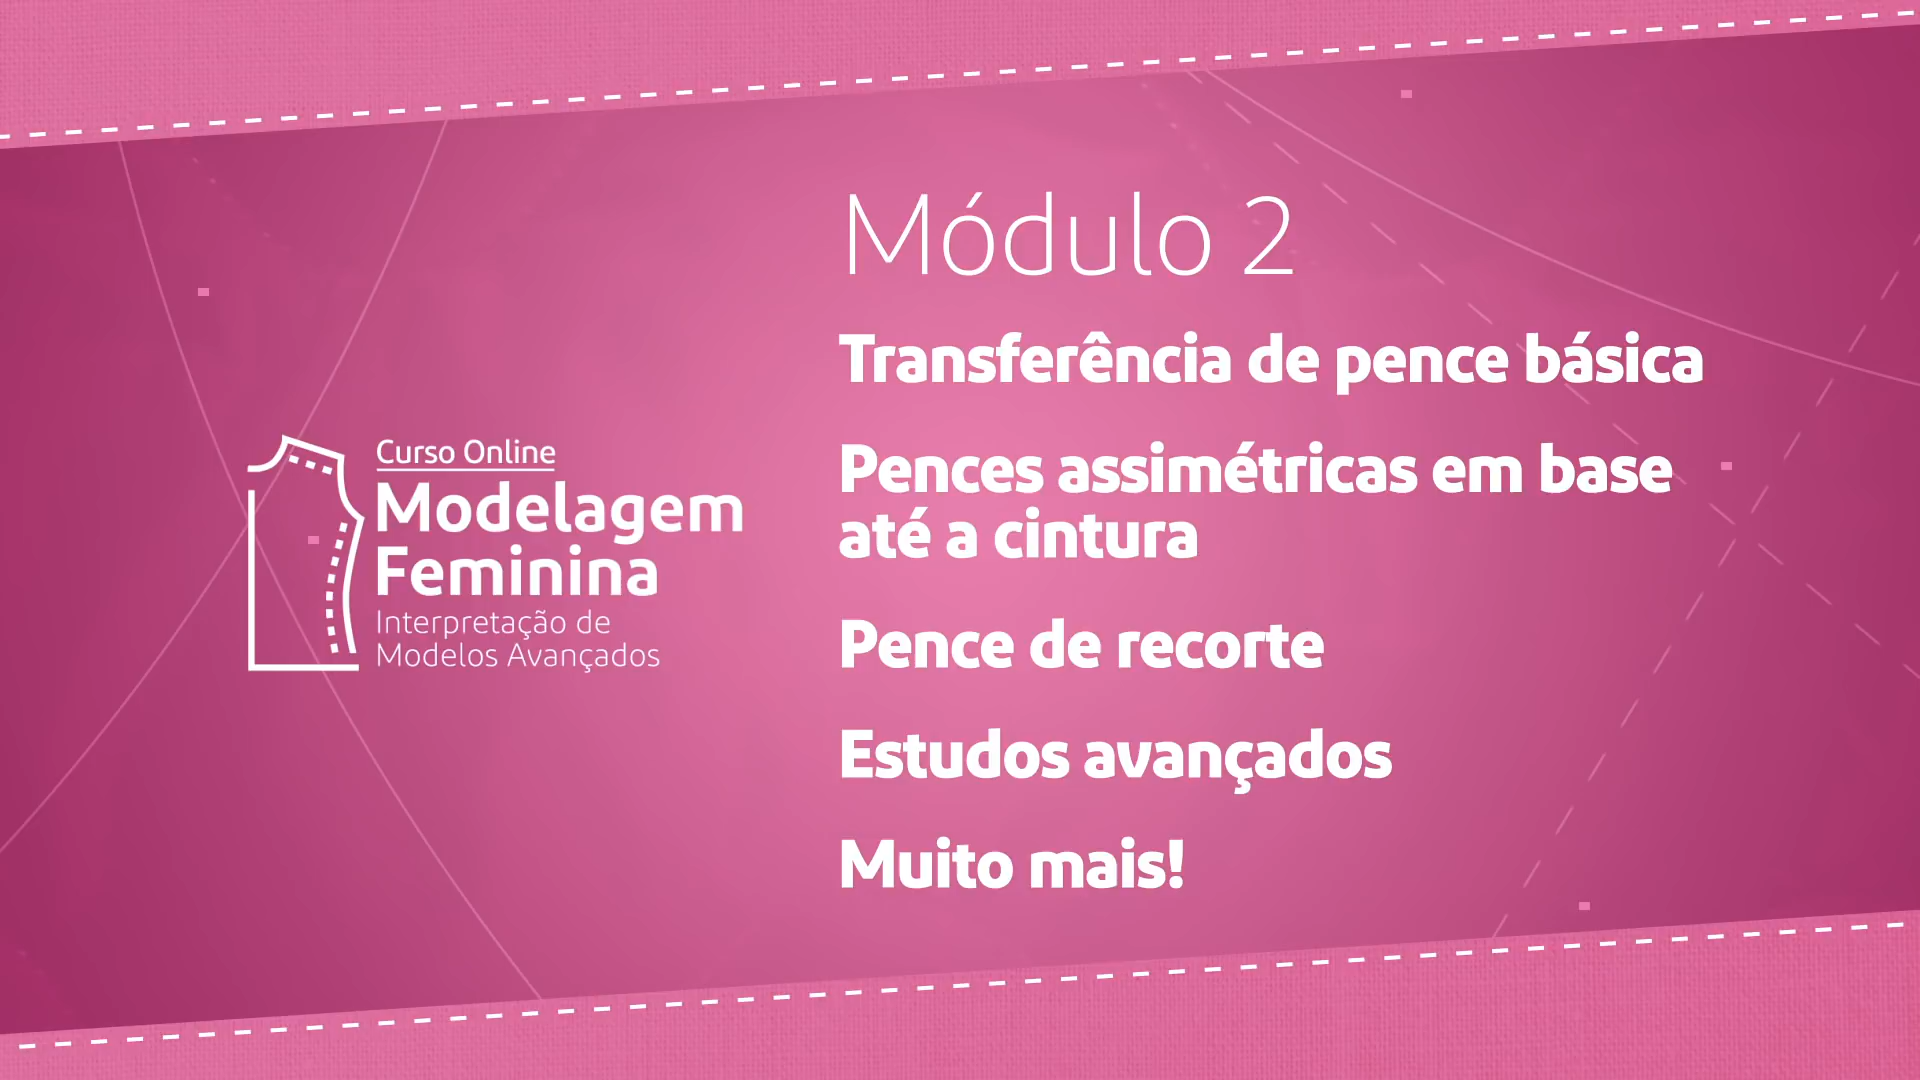 Curso Online
Modelagem
Feminina
Interpretação de
Modelos Avançados
Módulo 2
Transferência de pence básica
Pences assimétricas em base
até a cintura
Pence de recorte
Estudos avançados
Muito mais!